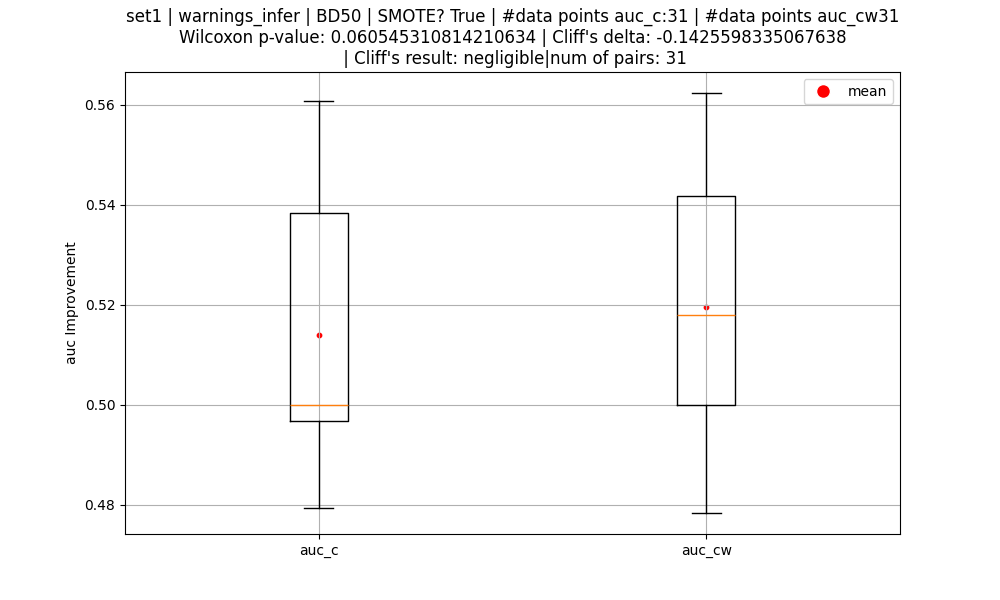 set1 | warnings_infer | BD50 | SMOTE? True | #data points auc_c:31 | #data points auc_cw31
Wilcoxon p-value: 0.060545310814210634 | Cliff's delta: -0.1425598335067638
| Cliff's result: negligible|num of pairs: 31
mean
0.56
0.54
0.52
0.50
0.48
auc Improvement
auc_c
auc_cw